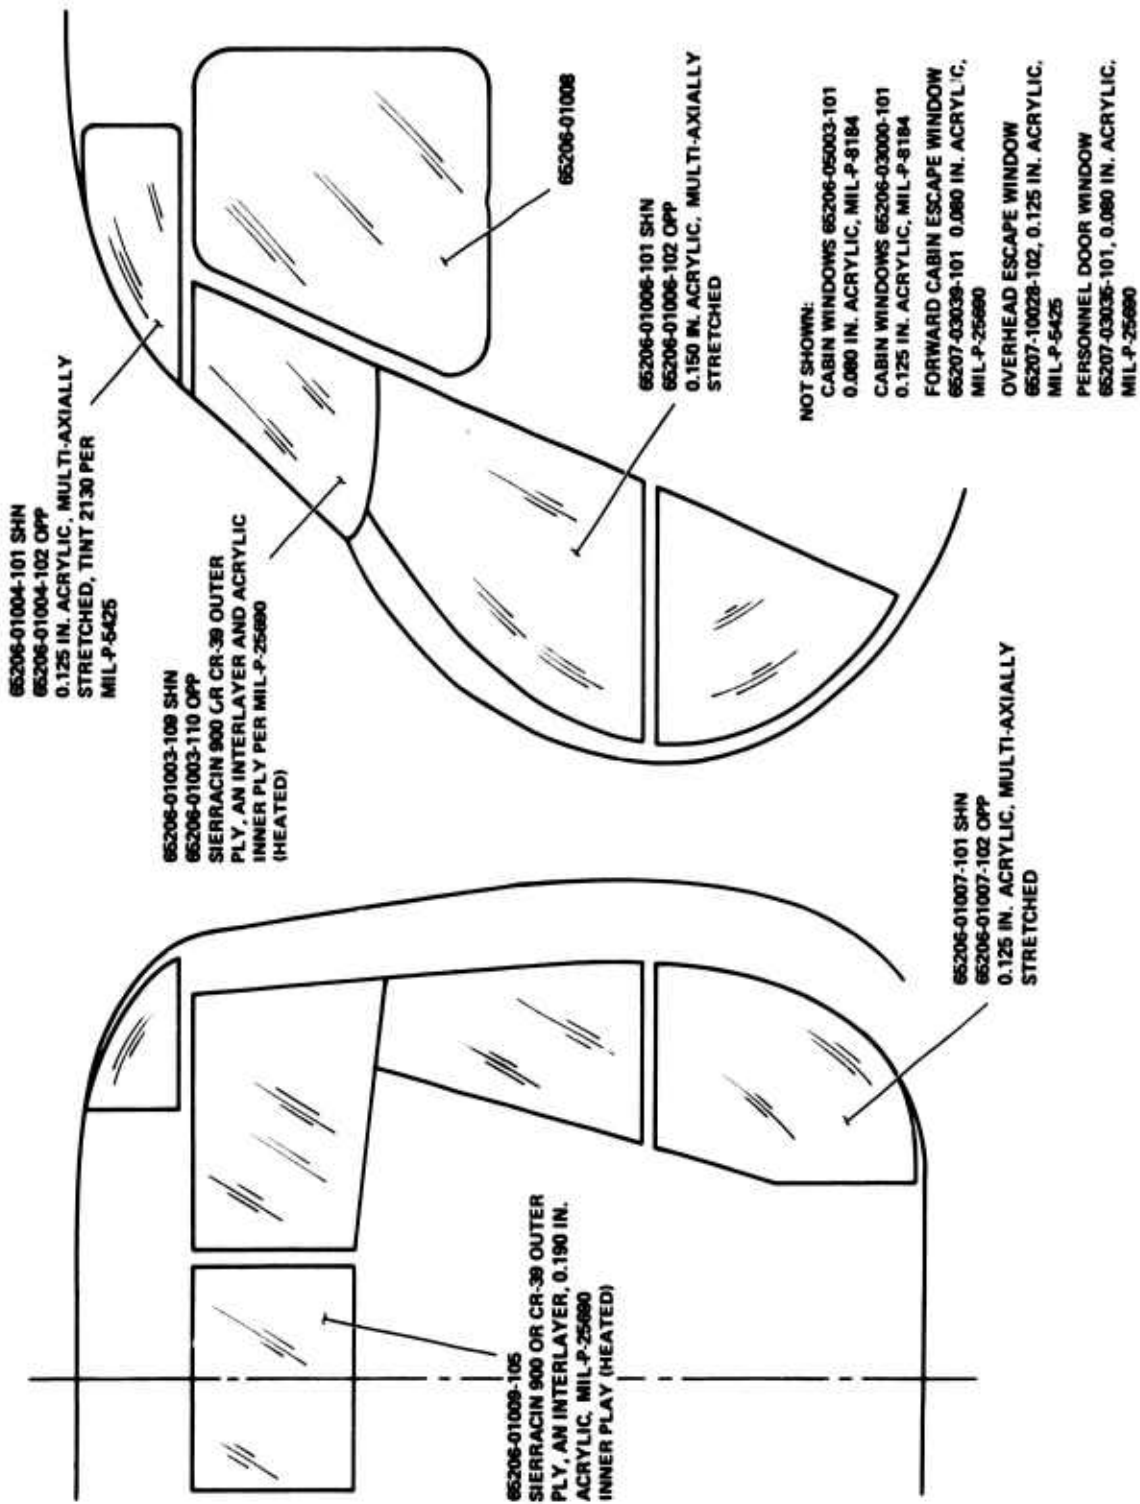 65206-01004-101 SHN
65206-01004-102 OPP
0.125 IN. ACRYLIC, MULTI-AXIALLY
STRETCHED, TINT 2130 PER
MIL-P-5425
65206-01003-109 SHN
65206-01003-110 OPP
SIERRACIN 900 OR CR-39 OUTER
PLY, AN INTERLAYER AND ACRYLIC
INNER PLY PER MIL-P-25690
(HEATED)
65206-01008
65206-01006-101 SHN
65206-01006-102 OPP
0.150 IN. ACRYLIC, MULTI-AXIALLY
STRETCHED
NOT SHOWN:
CABIN WINDOWS 65206-05003-101
0.080 IN. ACRYLIC, MIL-P-8184
CABIN WINDOWS 65206-03000-101
0.125 IN. ACRYLIC, MIL-P-8184
FORWARD CABIN ESCAPE WINDOW
65207-03039-101 0.080 IN. ACRYLIC,
MIL-P-25690
OVERHEAD ESCAPE WINDOW
65207-10028-102, 0.125 IN. ACRYLIC,
MIL-P-5425
PERSONNEL DOOR WINDOW
65207-03035-101, 0.080 IN. ACRYLIC,
MIL-P-25690
65206-01009-105
SIERRACIN 900 OR CR-39 OUTER
PLY, AN INTERLAYER, 0.190 IN.
ACRYLIC, MIL-P-25690
INNER PLAY (HEATED)
65206-01007-101 SHN
65206-01007-102 OPP
0.125 IN. ACRYLIC, MULTI-AXIALLY
STRETCHED